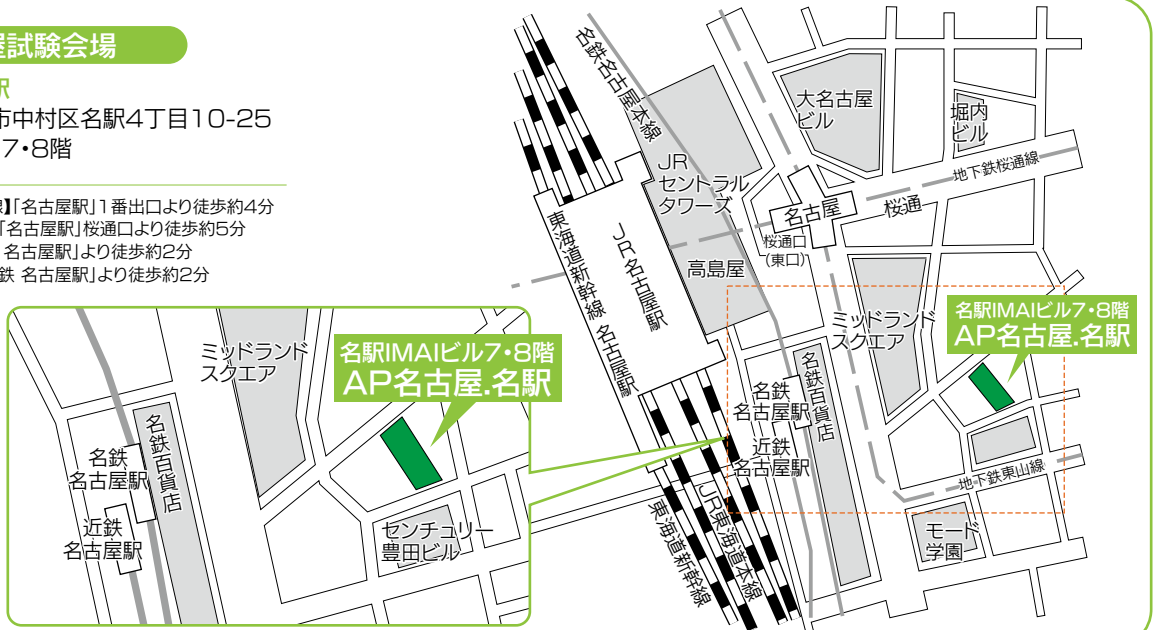 屋試験会場
駅
市中村区名駅4丁目10-25
7•8階
線】「名古屋駅」1番出口より徒歩約4分
「名古屋駅」桜通口より徒歩約5分
名古屋駅」より徒歩約2分
鉄 名古屋駅」より徒歩約2分
ミッドランド
スクエア
名駅IMAIビル7•8階
AP名古屋.名駅
名鉄百貨店
名鉄
名古屋駅
近鉄
名古屋駅
センチュリー
豊田ビル
名鉄名古屋本線
大名古屋
ビル
堀内
ビル
JR
セントラル
タワーズ
地下鉄桜通線
名古屋
桜通
桜通口
(東口)
東海道新幹線 名古屋駅
JR名古屋駅
高島屋
ミッドランド
スクエア
名駅IMAIビル7•8階
AP名古屋.名駅
名鉄
名古屋駅
名鉄百貨店
近鉄
名古屋駅
地下鉄東山線
東海道新幹線
JR東海道本線
モード
学園